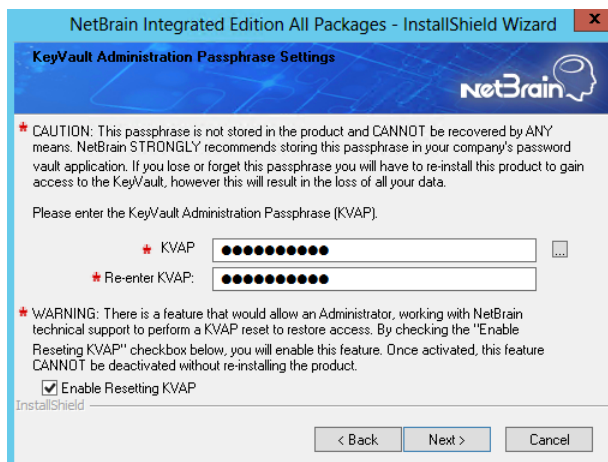 NetBrain Integrated Edition All Packages - InstallShield Wizard x
KeyVault Administration Passphrase Settings
NetBrain
* CAUTION: This passphrase is not stored in the product and CANNOT be recovered by ANY
means. NetBrain STRONGLY recommends storing this passphrase in your company's password
vault application. If you lose or forget this passphrase you will have to re-install this product to gain
access to the KeyVault, however this will result in the loss of all your data.
Please enter the KeyVault Administration Passphrase (KVAP).
* KVAP ●●●●●●●●●● ...
* Re-enter KVAP: ●●●●●●●●●●
* WARNING: There is a feature that would allow an Administrator, working with NetBrain
technical support to perform a KVAP reset to restore access. By checking the "Enable
Resetting KVAP" checkbox below, you will enable this feature. Once activated, this feature
CANNOT be deactivated without re-installing the product.
Enable Resetting KVAP
InstallShield
< Back Next > Cancel